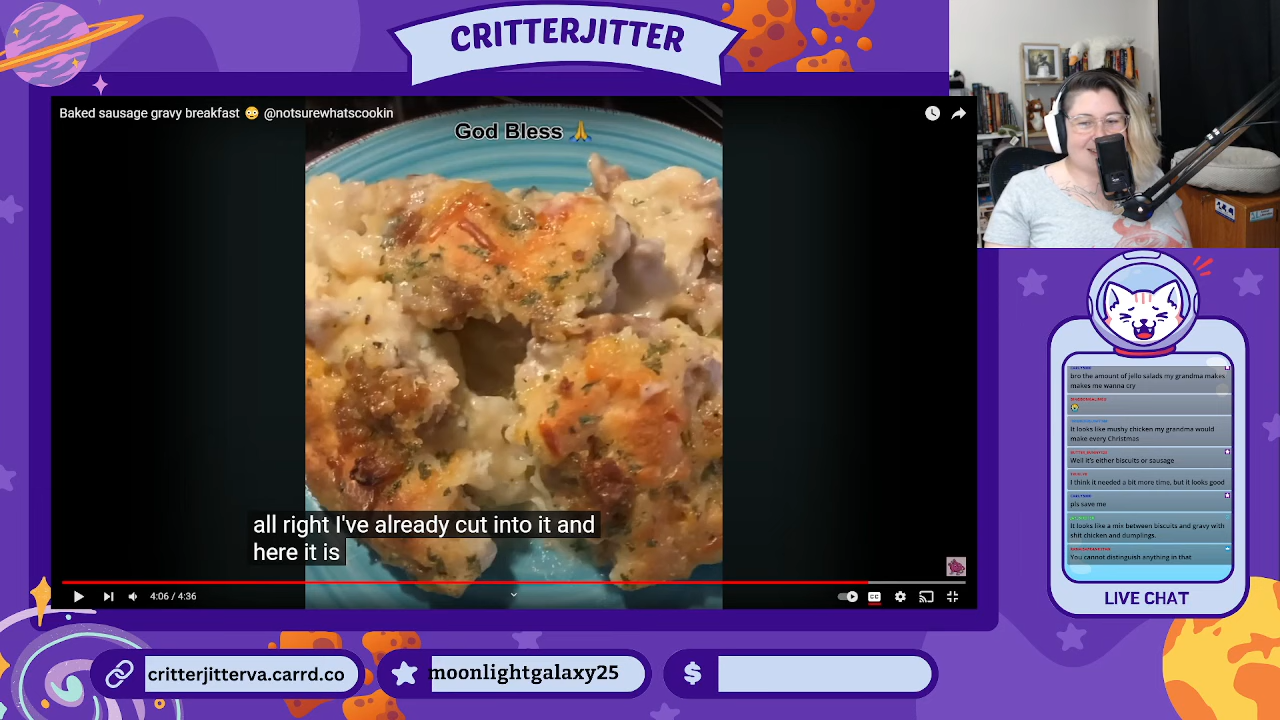 CRITTERJITTER
Baked sausage gravy breakfast 😳 @notsurewhatscookin
God Bless 🙏
bro the amount of jello salads my grandma makes
makes me wanna cry
It looks like mushy chicken my grandma would
make every Christmas
Well it's either biscuits or sausage
I think it needed a bit more time, but it looks good
pls save me
It looks like a mix between biscuits and gravy with
shit chicken and dumplings.
You cannot distinguish anything in that
all right I've already cut into it and
here it is
4:06 / 4:36
CC
LIVE CHAT
critterjitterva.carrd.co
moonlightgalaxy25
$